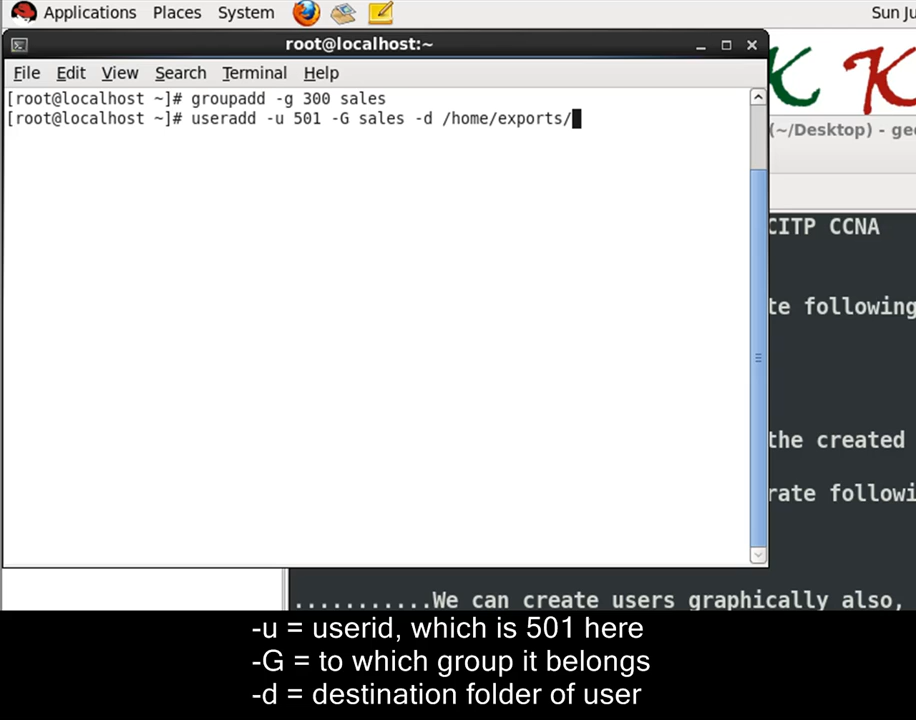 Applications Places System Sun Ju
root@localhost:~
File Edit View Search Terminal Help
[root@localhost ~]# groupadd -g 300 sales
[root@localhost ~]# useradd -u 501 -G sales -d /home/exports/
K K
(~/Desktop) - ged
CITP CCNA
te following
the created
rate followi
...........We can create users graphically also,
-u = userid, which is 501 here
-G = to which group it belongs
-d = destination folder of user